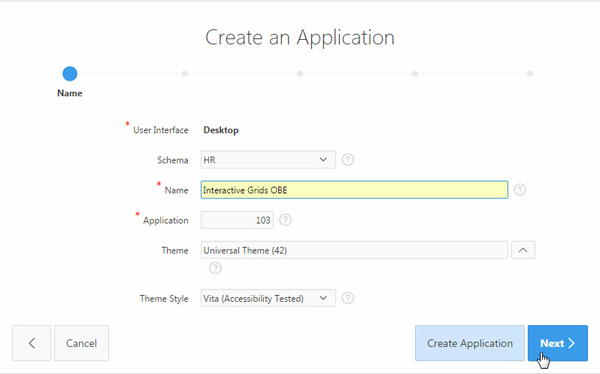 Create an Application
Name
* User Interface Desktop
Schema HR ?
* Name Interactive Grids OBE ?
* Application 103 ?
Theme Universal Theme (42)
?
Theme Style Vita (Accessibility Tested) ?
Cancel Create Application Next